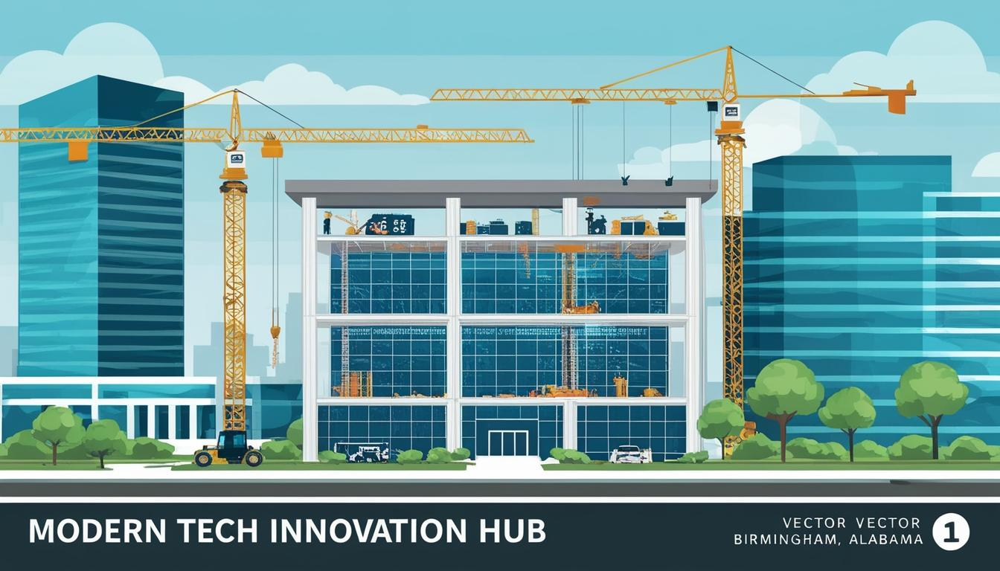 MODERN TECH INNOVATION HUB
VECTOR VECTOR
BIRMINGHAM, ALABAMA
1